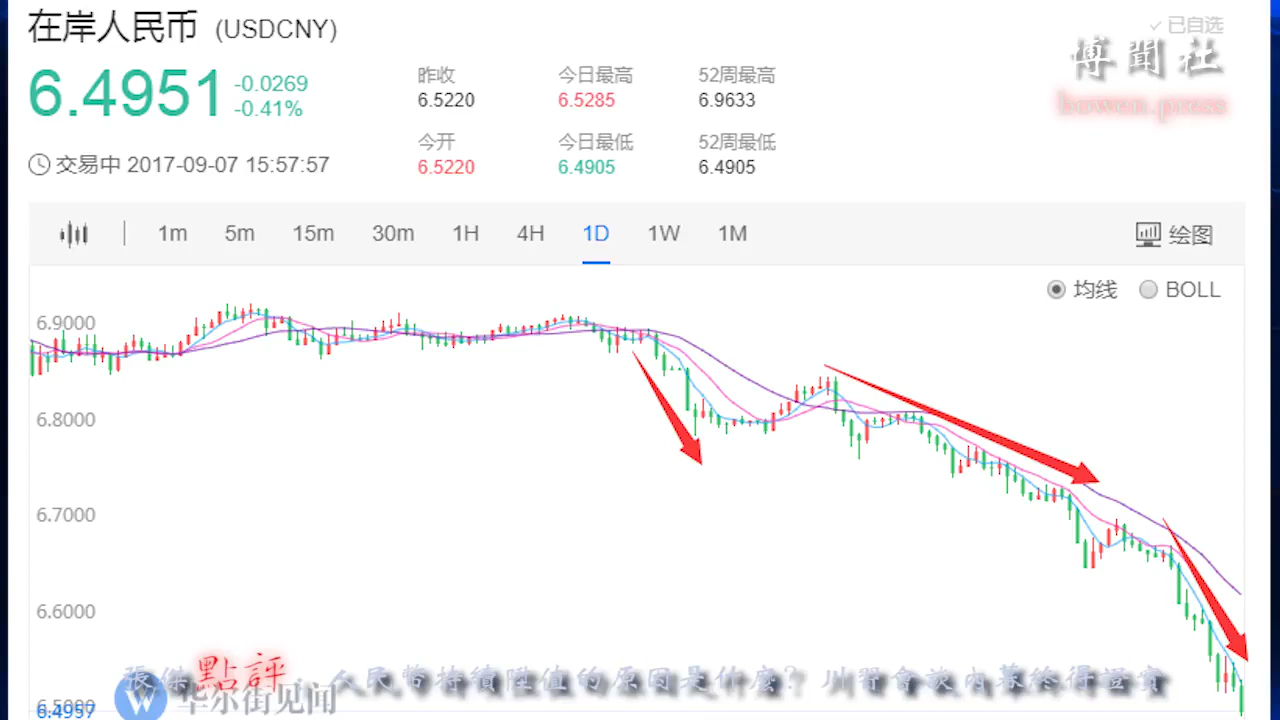 在岸人民币 (USDCNY)
已自选
博聞社
bowen.press
6.4951 -0.0269 -0.41%
昨收 今日最高 52周最高
6.5220 6.5285 6.9633
今开 今日最低 52周最低
6.5220 6.4905 6.4905
交易中 2017-09-07 15:57:57
1m 5m 15m 30m 1H 4H 1D 1W 1M 绘图
均线 BOLL
6.9000
6.8000
6.7000
6.6000
張傑 點評 人民幣持續陞值的原因是什麼? 川習會談內幕終得證實
W 华尔街见闻
6.5000
6.4957